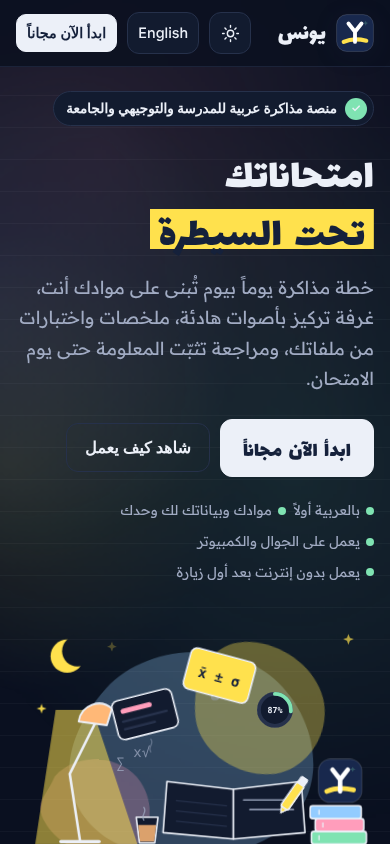 يونس
English
ابدأ الآن مجاناً
منصة مذاكرة عربية للمدرسة والتوجيهي والجامعة
امتحاناتك
تحت السيطرة
خطة مذاكرة يوماً بيوم تُبنى على موادك أنت،
غرفة تركيز بأصوات هادئة، ملخصات واختبارات
من ملفاتك، ومراجعة تثبّت المعلومة حتى يوم
الامتحان.
ابدأ الآن مجاناً
شاهد كيف يعمل
بالعربية أولاً
موادك وبياناتك لك وحدك
يعمل على الجوال والكمبيوتر
يعمل بدون إنترنت بعد أول زيارة
x̄ ± σ
87%
∑ x√